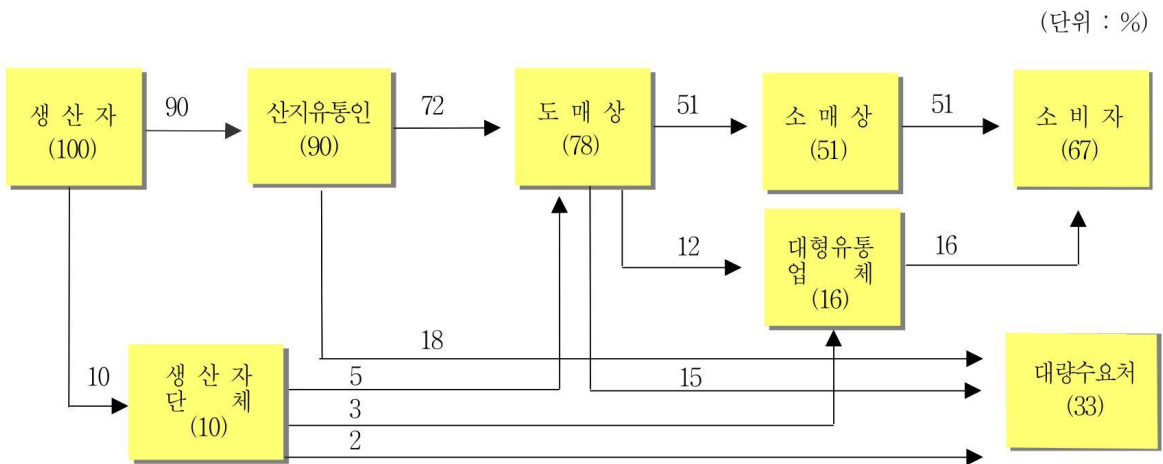 (단위 : %)
생 산 자
(100)
90
산지유통인
(90)
72
도 매 상
(78)
51
소 매 상
(51)
51
소 비 자
(67)
12
대형유통
업 체
(16)
16
10
생 산 자
단 체
(10)
18
5
3
2
15
대량수요처
(33)